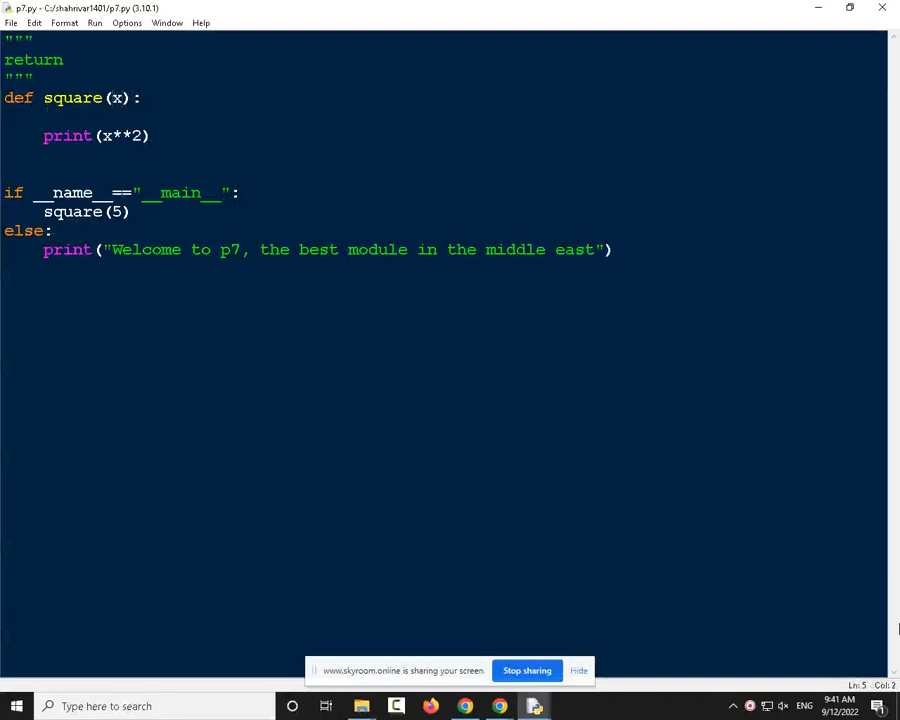 p7.py - C:/shahrivar1401/p7.py (3.10.1)
File Edit Format Run Options Window Help
"""
return
"""
def square(x):
print(x**2)
if __name__=="__main__":
square(5)
else:
print("Welcome to p7, the best module in the middle east")
www.skyroom.online is sharing your screen. Stop sharing Hide
Ln: 5 Col: 2
Type here to search
ENG
9:41 AM
9/12/2022
1